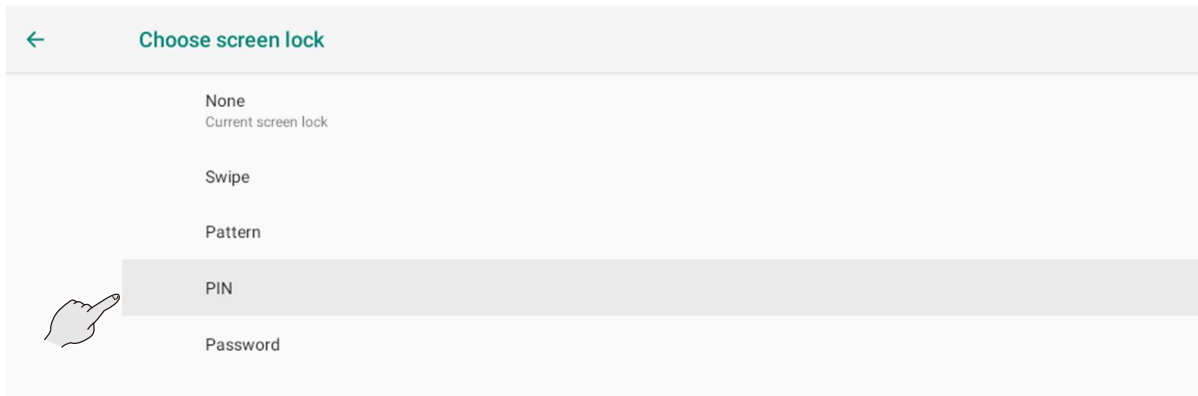 Choose screen lock
None
Current screen lock
Swipe
Pattern
PIN
Password